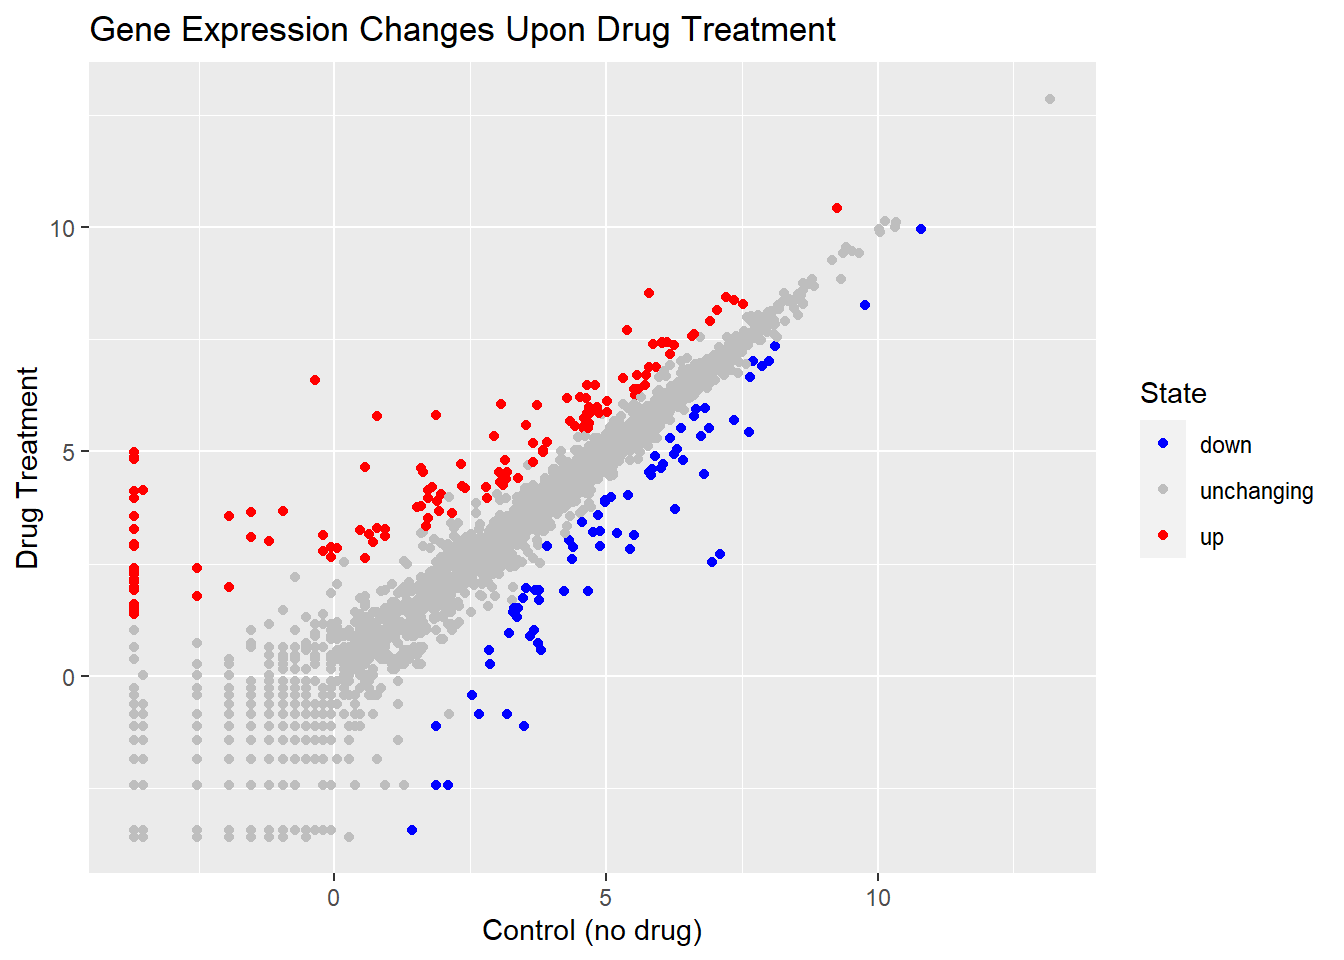 Gene Expression Changes Upon Drug Treatment
10
5
0
Drug Treatment
0 5 10
Control (no drug)
State
down
unchanging
up